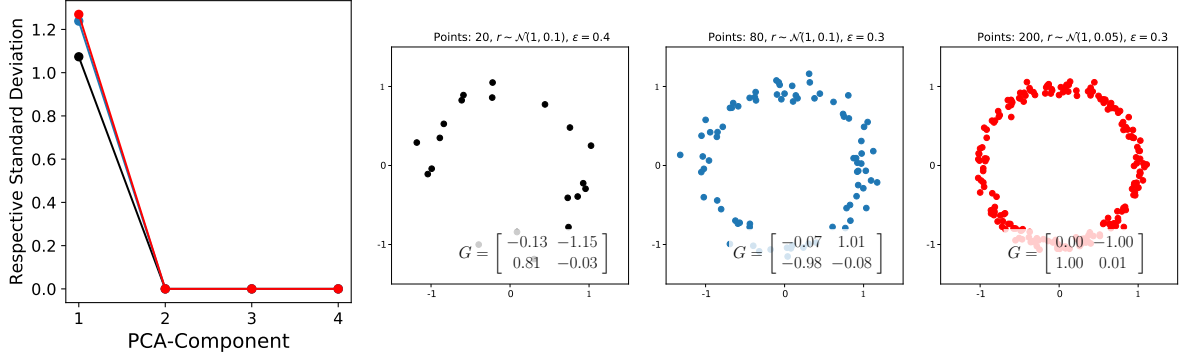 Respective Standard Deviation
1.2
1.0
0.8
0.6
0.4
0.2
0.0
1 2 3 4
PCA-Component
Points: 20, r ∼ 𝒩(1, 0.1), ε = 0.4
1
0
-1
-1 0 1
G = [−0.13 −1.15
0.81 −0.03]
Points: 80, r ∼ 𝒩(1, 0.1), ε = 0.3
1
0
-1
-1 0 1
G = [−0.07 1.01
−0.98 −0.08]
Points: 200, r ∼ 𝒩(1, 0.05), ε = 0.3
1
0
-1
-1 0 1
G = [0.00 −1.00
1.00 0.01]